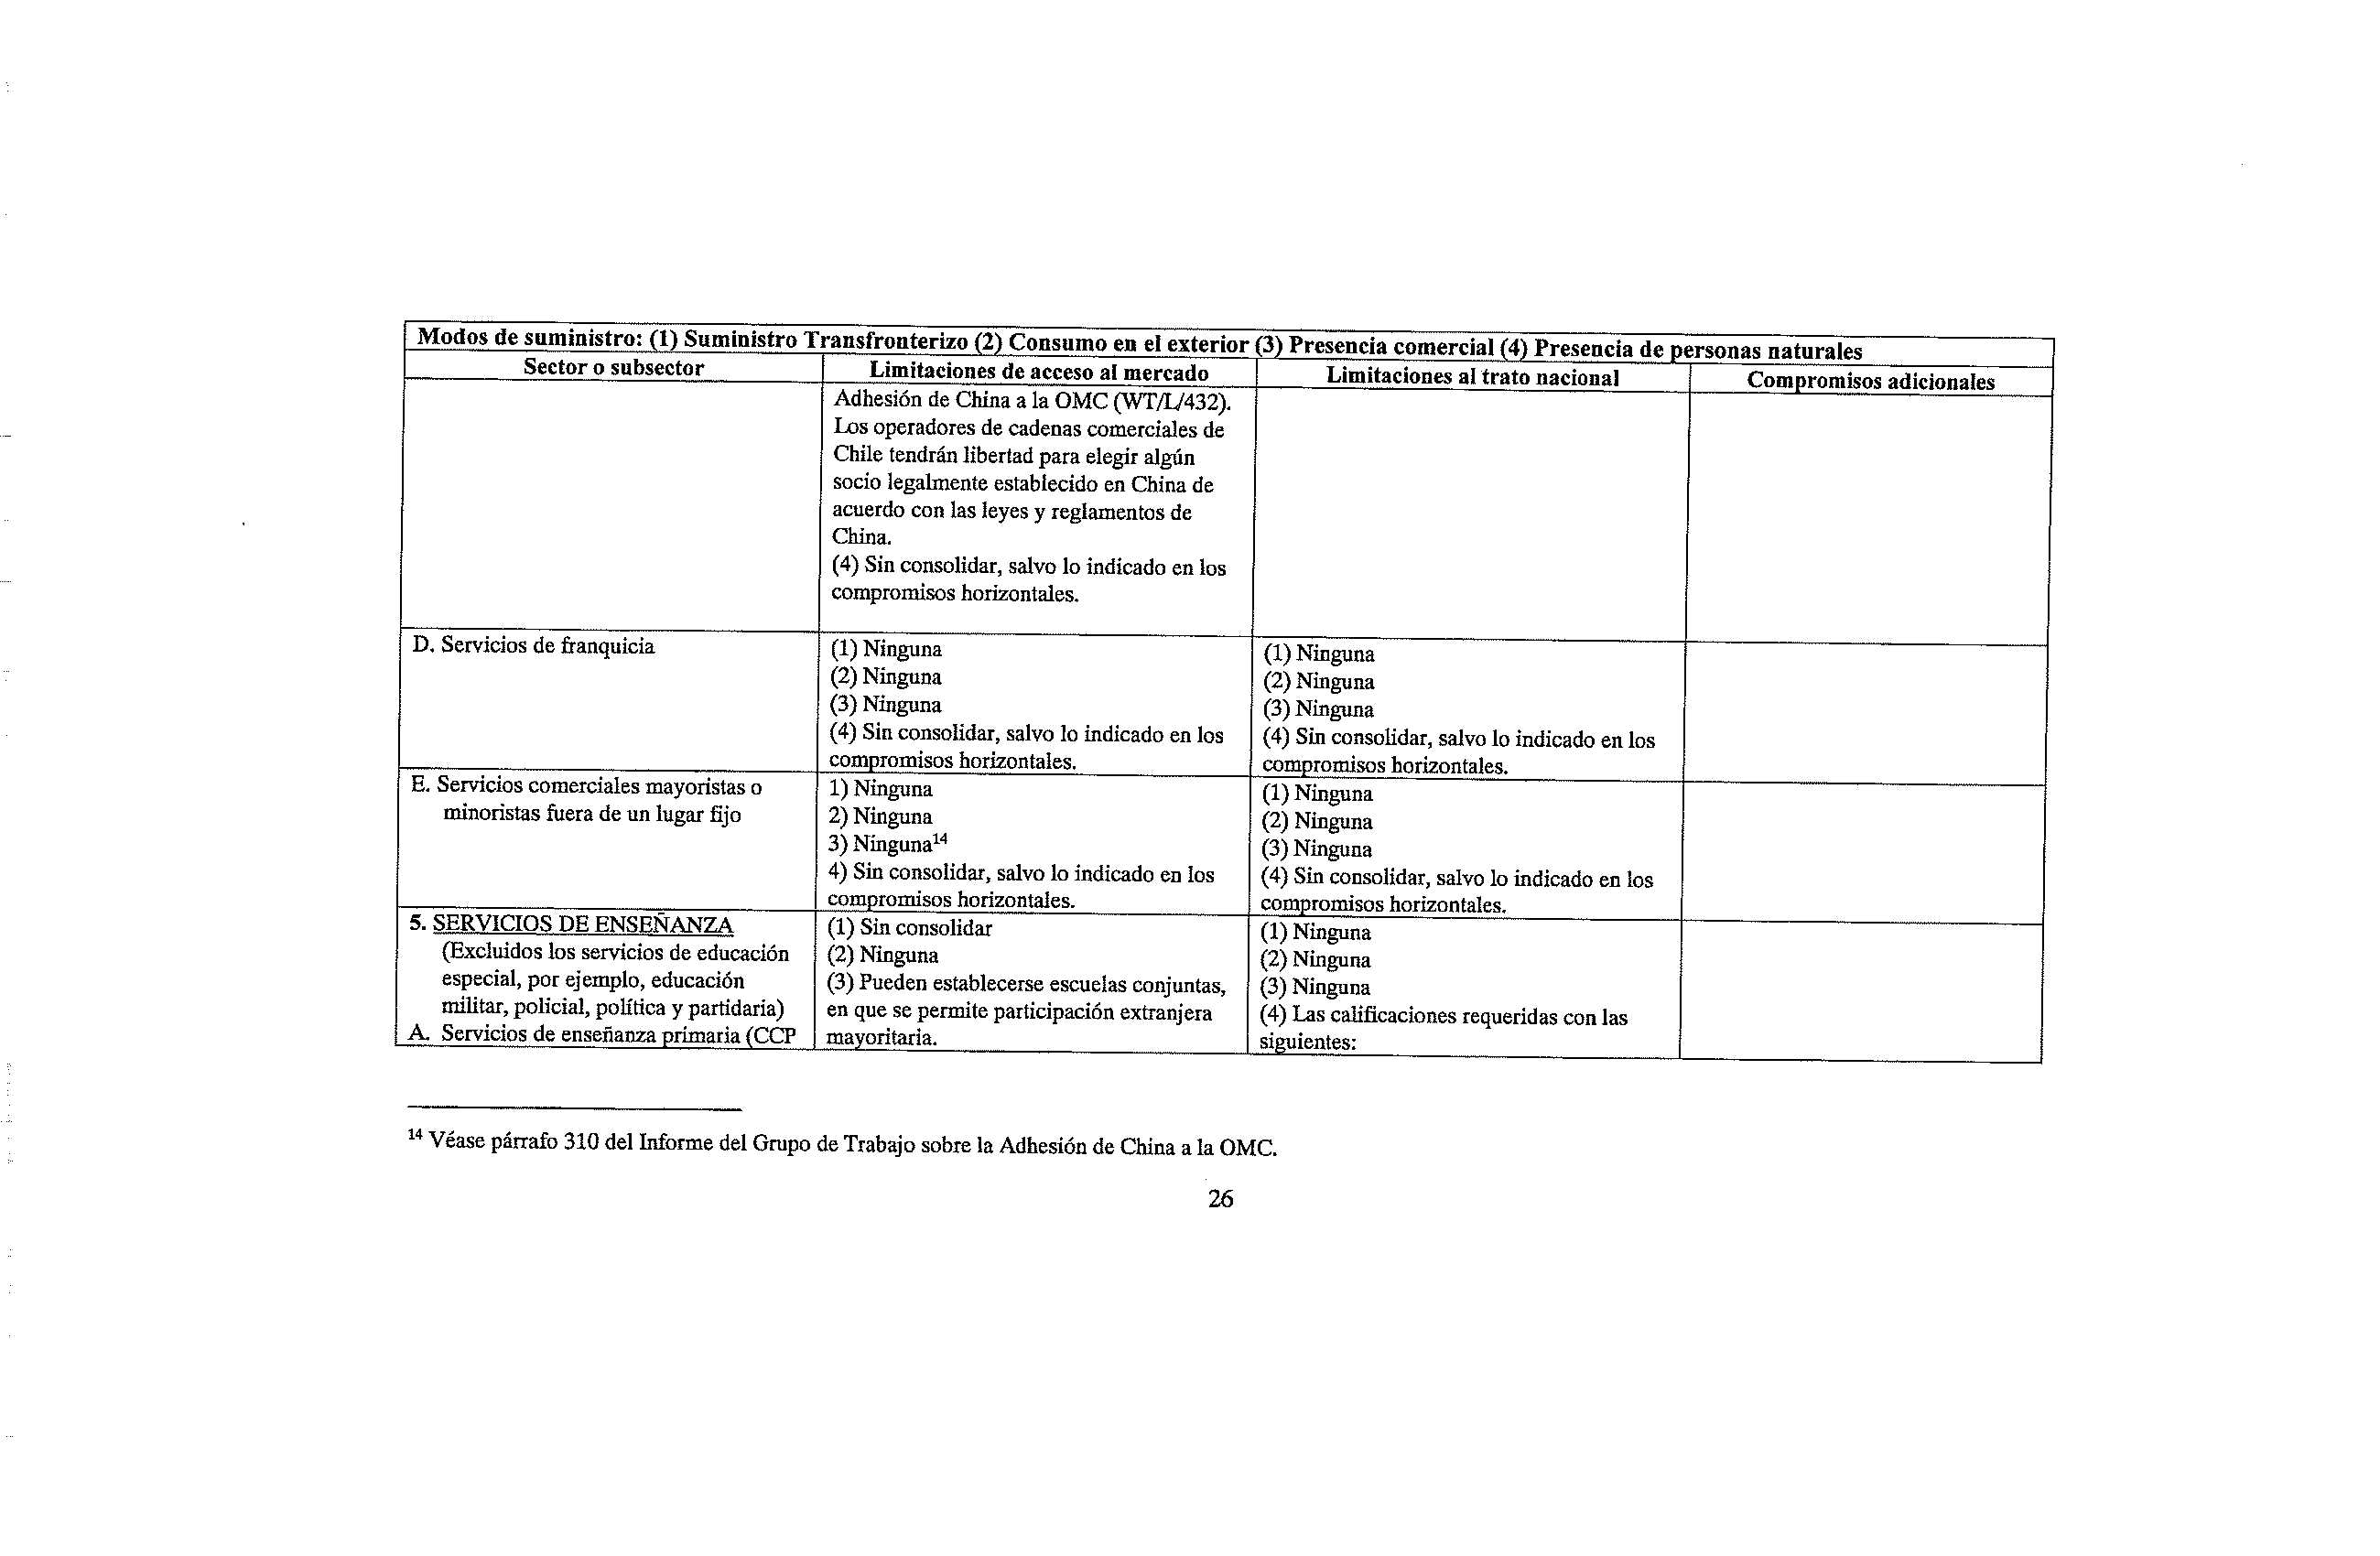 Modos de suministro: (1) Suministro Transfronterizo (2) Consumo en el exterior (3) Presencia comercial (4) Presencia de personas naturales
Sector o subsector
Limitaciones de acceso al mercado
Limitaciones al trato nacional
Compromisos adicionales
Adhesión de China a la OMC (WT/L/432).
Los operadores de cadenas comerciales de
Chile tendrán libertad para elegir algún
socio legalmente establecido en China de
acuerdo con las leyes y reglamentos de
China.
(4) Sin consolidar, salvo lo indicado en los
compromisos horizontales.
D. Servicios de franquicia
(1) Ninguna
(2) Ninguna
(3) Ninguna
(4) Sin consolidar, salvo lo indicado en los
compromisos horizontales.
(1) Ninguna
(2) Ninguna
(3) Ninguna
(4) Sin consolidar, salvo lo indicado en los
compromisos horizontales.
E. Servicios comerciales mayoristas o
minoristas fuera de un lugar fijo
1) Ninguna
2) Ninguna
3) Ninguna14
4) Sin consolidar, salvo lo indicado en los
compromisos horizontales.
(1) Ninguna
(2) Ninguna
(3) Ninguna
(4) Sin consolidar, salvo lo indicado en los
compromisos horizontales.
5. SERVICIOS DE ENSEÑANZA
(Excluidos los servicios de educación
especial, por ejemplo, educación
militar, policial, política y partidaria)
A. Servicios de enseñanza primaria (CCP
(1) Sin consolidar
(2) Ninguna
(3) Pueden establecerse escuelas conjuntas,
en que se permite participación extranjera
mayoritaria.
(1) Ninguna
(2) Ninguna
(3) Ninguna
(4) Las calificaciones requeridas con las
siguientes:
14 Véase párrafo 310 del Informe del Grupo de Trabajo sobre la Adhesión de China a la OMC.
26